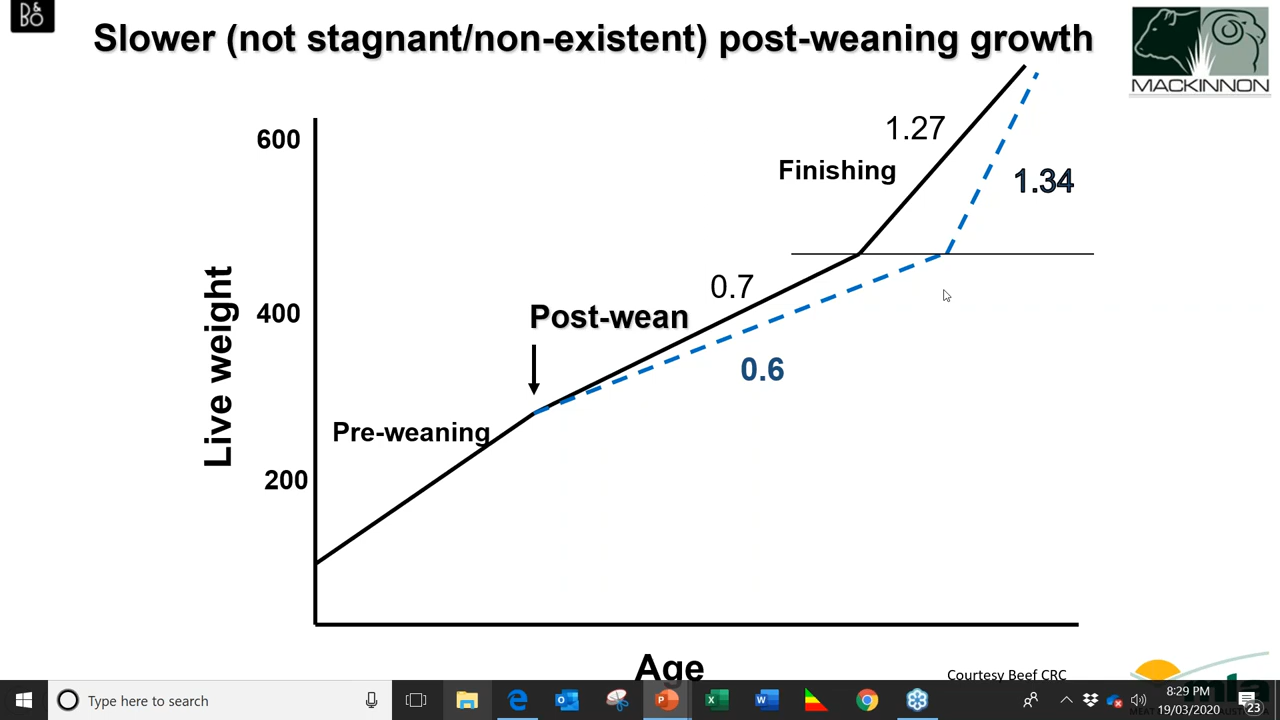 B&O
Slower (not stagnant/non-existent) post-weaning growth
MACKINNON
600
1.27
Finishing
1.34
0.7
400
Post-wean
0.6
Live weight
Pre-weaning
200
Age
Courtesy Beef CRC
mla
Type here to search
8:29 PM
19/03/2020
23